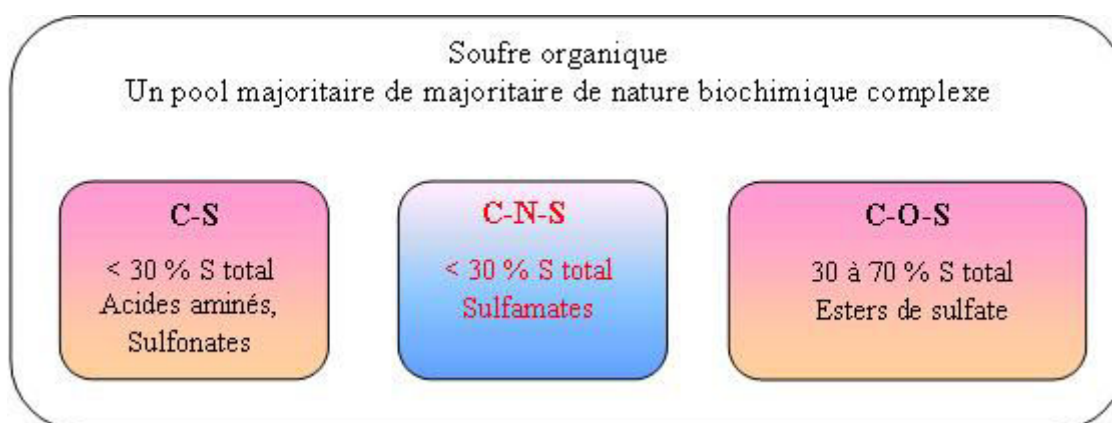 Soufre organique
Un pool majoritaire de majoritaire de nature biochimique complexe
C-S
< 30 % S total
Acides aminés,
Sulfonates
C-N-S
< 30 % S total
Sulfamates
C-O-S
30 à 70 % S total
Esters de sulfate